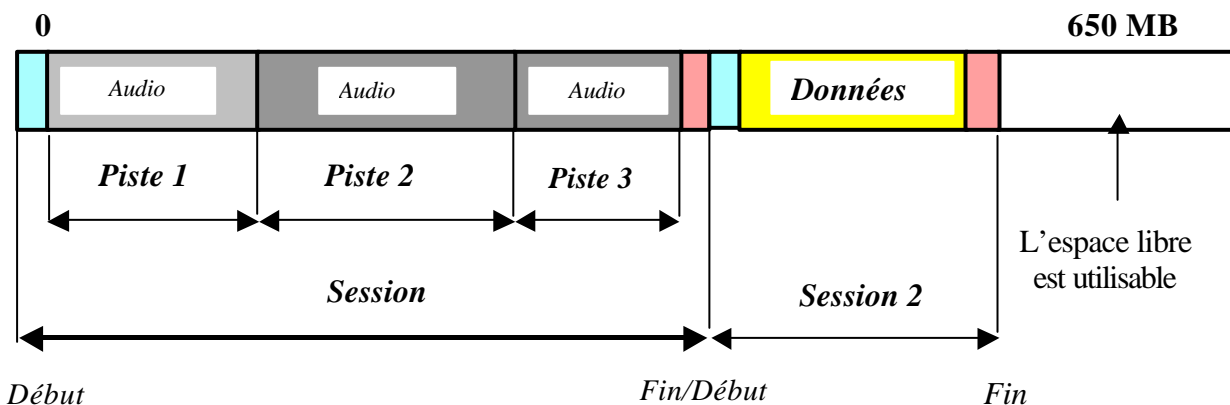 0
650 MB
Audio
Audio
Audio
Données
Piste 1
Piste 2
Piste 3
L'espace libre
est utilisable
Session
Session 2
Début
Fin/Début
Fin